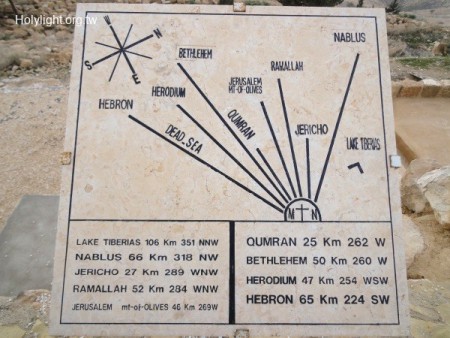 Holylight.org.tw
N
S
E
BETHLEHEM
NABLUS
HERODIUM
JERUSALEM
MT-OF-OLIVES
RAMALLAH
HEBRON
QUMRAN
DEAD SEA
JERICHO
LAKE TIBERIAS
M N
LAKE TIBERIAS 106 Km 351 NNW
NABLUS 66 Km 318 NW
JERICHO 27 Km 289 WNW
RAMALLAH 52 Km 284 WNW
JERUSALEM mt-of-OLIVES 46 Km 269W
QUMRAN 25 Km 262 W
BETHLEHEM 50 Km 260 W
HERODIUM 47 Km 254 WSW
HEBRON 65 Km 224 SW